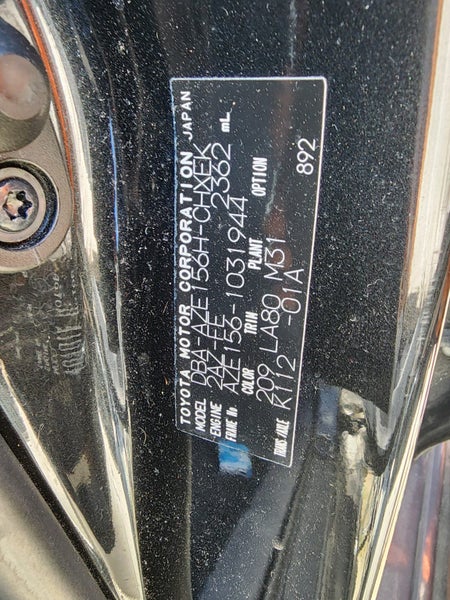 TOYOTA MOTOR CORPORATION JAPAN
MODEL DBA-AZE156H-CHXEK
ENGINE 2AZ-FE 2362 mL
FRAME No. AZE156-1031944
COLOR TRIM PLANT OPTION
209 LA80 M31
TRANS/AXLE K112 -01A 892